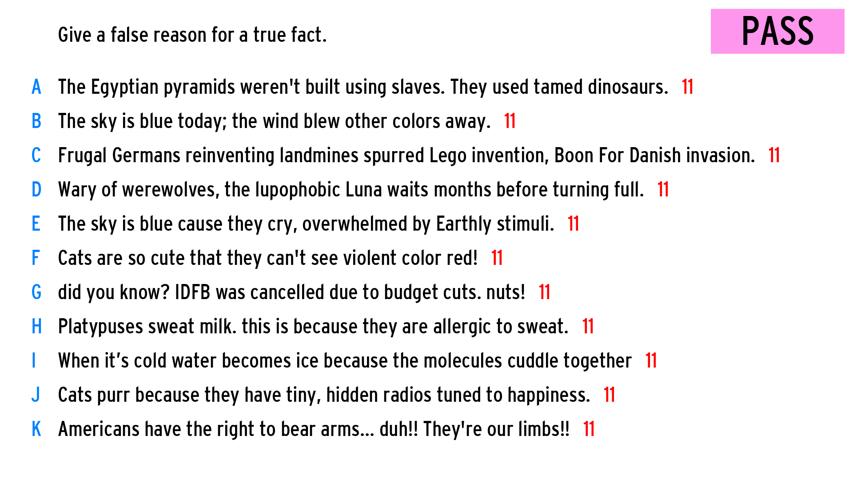 Give a false reason for a true fact.
PASS
A The Egyptian pyramids weren't built using slaves. They used tamed dinosaurs. 11
B The sky is blue today; the wind blew other colors away. 11
C Frugal Germans reinventing landmines spurred Lego invention, Boon For Danish invasion. 11
D Wary of werewolves, the lupophobic Luna waits months before turning full. 11
E The sky is blue cause they cry, overwhelmed by Earthly stimuli. 11
F Cats are so cute that they can't see violent color red! 11
G did you know? IDFB was cancelled due to budget cuts. nuts! 11
H Platypuses sweat milk. this is because they are allergic to sweat. 11
I When it’s cold water becomes ice because the molecules cuddle together 11
J Cats purr because they have tiny, hidden radios tuned to happiness. 11
K Americans have the right to bear arms... duh!! They're our limbs!! 11